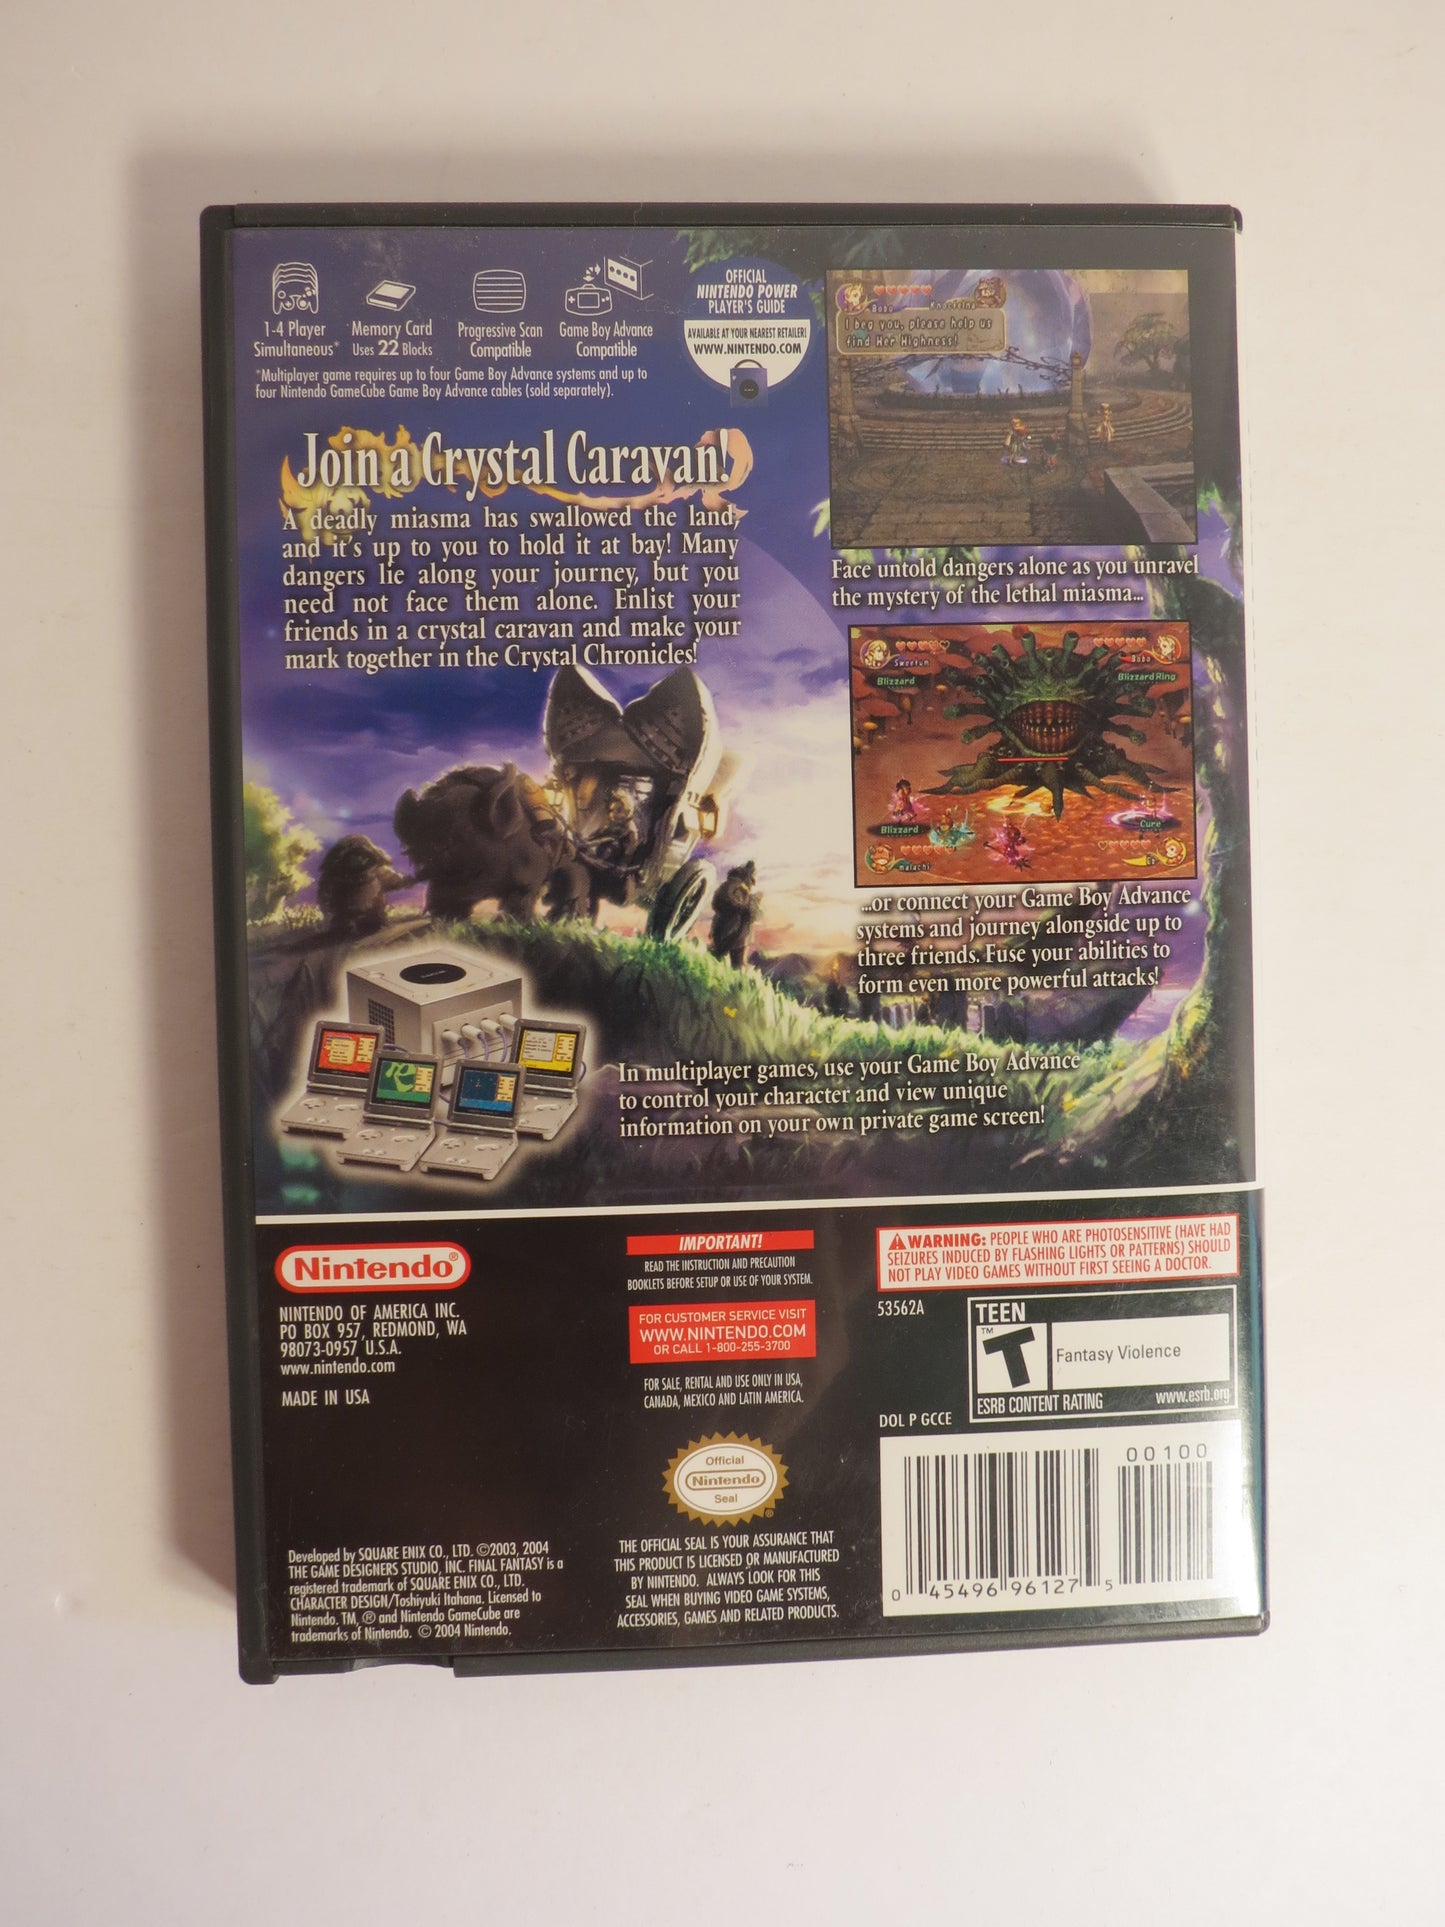 1-4 Player
Simultaneous*
Memory Card
Uses 22 Blocks
Progressive Scan
Compatible
Game Boy Advance
Compatible
*Multiplayer game requires up to four Game Boy Advance systems and up to
four Nintendo GameCube Game Boy Advance cables (sold separately).
OFFICIAL
NINTENDO POWER
PLAYER'S GUIDE
AVAILABLE AT YOUR NEAREST RETAILER!
WWW.NINTENDO.COM
Bobo
I beg you, please help us
find Her Highness!
Join a Crystal Caravan!
A deadly miasma has swallowed the land,
and it's up to you to hold it at bay! Many
dangers lie along your journey, but you
need not face them alone. Enlist your
friends in a crystal caravan and make your
mark together in the Crystal Chronicles!
Face untold dangers alone as you unravel
the mystery of the lethal miasma...
Sweetum
Blizzard
Bobo
Blizzard Ring
Blizzard
malachi
Cure
...or connect your Game Boy Advance
systems and journey alongside up to
three friends. Fuse your abilities to
form even more powerful attacks!
In multiplayer games, use your Game Boy Advance
to control your character and view unique
information on your own private game screen!
Nintendo®
NINTENDO OF AMERICA INC.
PO BOX 957, REDMOND, WA
98073-0957 U.S.A.
www.nintendo.com
MADE IN USA
IMPORTANT!
READ THE INSTRUCTION AND PRECAUTION
BOOKLETS BEFORE SETUP OR USE OF YOUR SYSTEM.
FOR CUSTOMER SERVICE VISIT
WWW.NINTENDO.COM
OR CALL 1-800-255-3700
FOR SALE, RENTAL AND USE ONLY IN USA,
CANADA, MEXICO AND LATIN AMERICA.
WARNING: PEOPLE WHO ARE PHOTOSENSITIVE (HAVE HAD
SEIZURES INDUCED BY FLASHING LIGHTS OR PATTERNS) SHOULD
NOT PLAY VIDEO GAMES WITHOUT FIRST SEEING A DOCTOR.
53562A
TEEN
T
TM
Fantasy Violence
ESRB CONTENT RATING
www.esrb.org
DOL P GCCE
00100
0 45496 96127 5
Official
Nintendo
Seal
®
THE OFFICIAL SEAL IS YOUR ASSURANCE THAT
THIS PRODUCT IS LICENSED OR MANUFACTURED
BY NINTENDO. ALWAYS LOOK FOR THIS
SEAL WHEN BUYING VIDEO GAME SYSTEMS,
ACCESSORIES, GAMES AND RELATED PRODUCTS.
Developed by SQUARE ENIX CO., LTD. ©2003, 2004
THE GAME DESIGNERS STUDIO, INC. FINAL FANTASY is a
registered trademark of SQUARE ENIX CO., LTD.
CHARACTER DESIGN/Toshiyuki Itahana. Licensed to
Nintendo. TM, ® and Nintendo GameCube are
trademarks of Nintendo. © 2004 Nintendo.